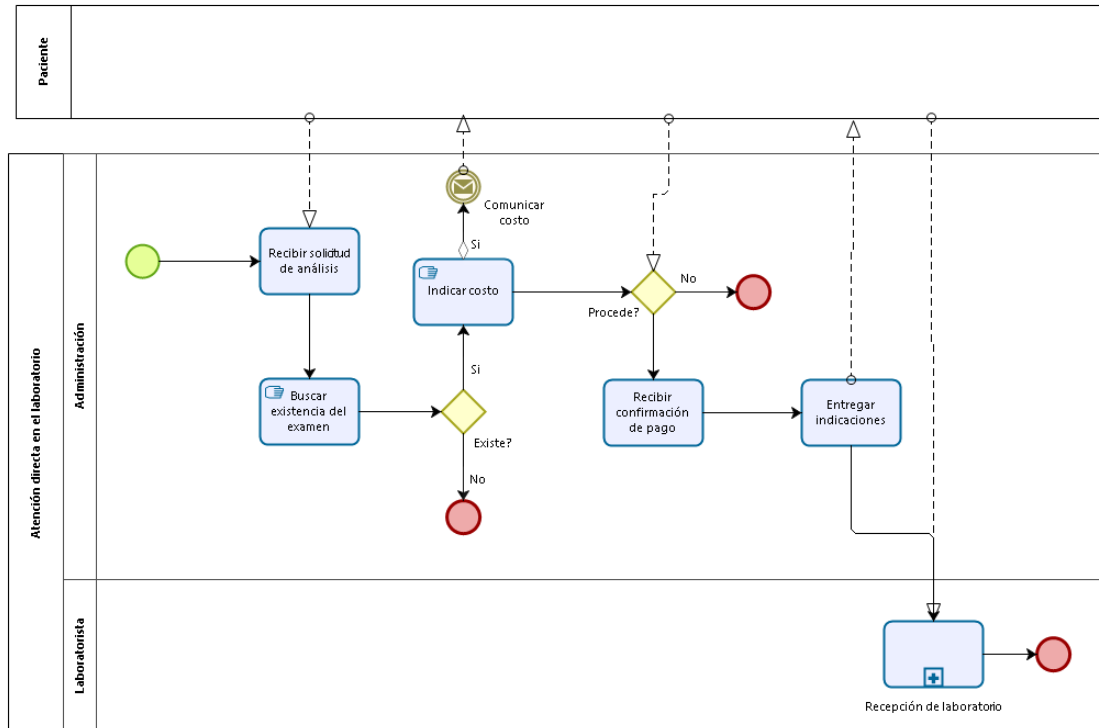 Paciente
Atención directa en el laboratorio
Administración
Laboratorista
Comunicar
costo
Recibir solicitud
de análisis
Si
Indicar costo
Procede?
No
Buscar
existencia del
examen
Si
Existe?
No
Recibir
confirmación
de pago
Entregar
indicaciones
Recepción de laboratorio